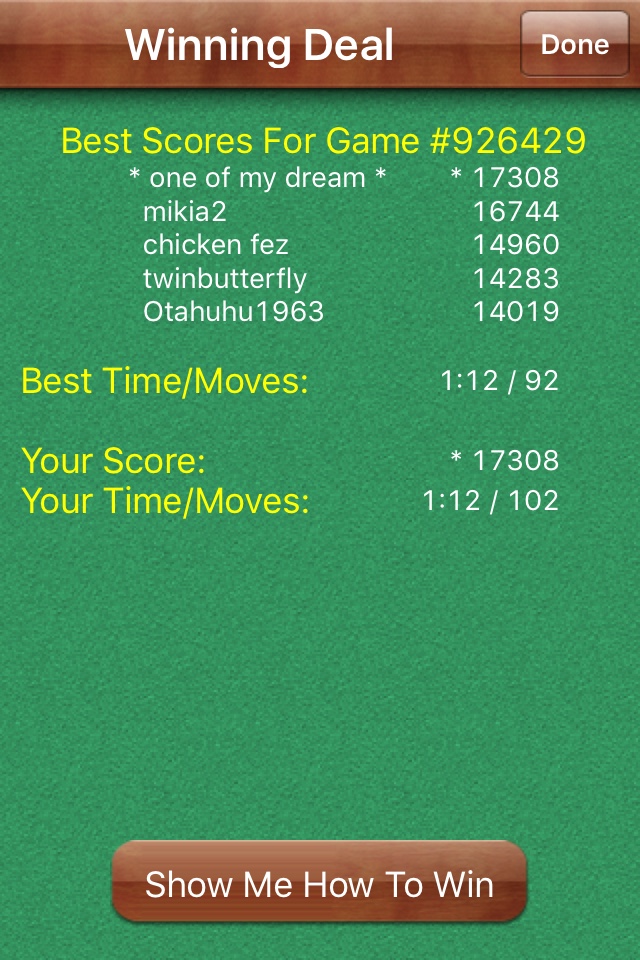 Winning Deal
Done
Best Scores For Game #926429
* one of my dream * * 17308
mikia2 16744
chicken fez 14960
twinbutterfly 14283
Otahuhu1963 14019
Best Time/Moves: 1:12 / 92
Your Score: * 17308
Your Time/Moves: 1:12 / 102
Show Me How To Win